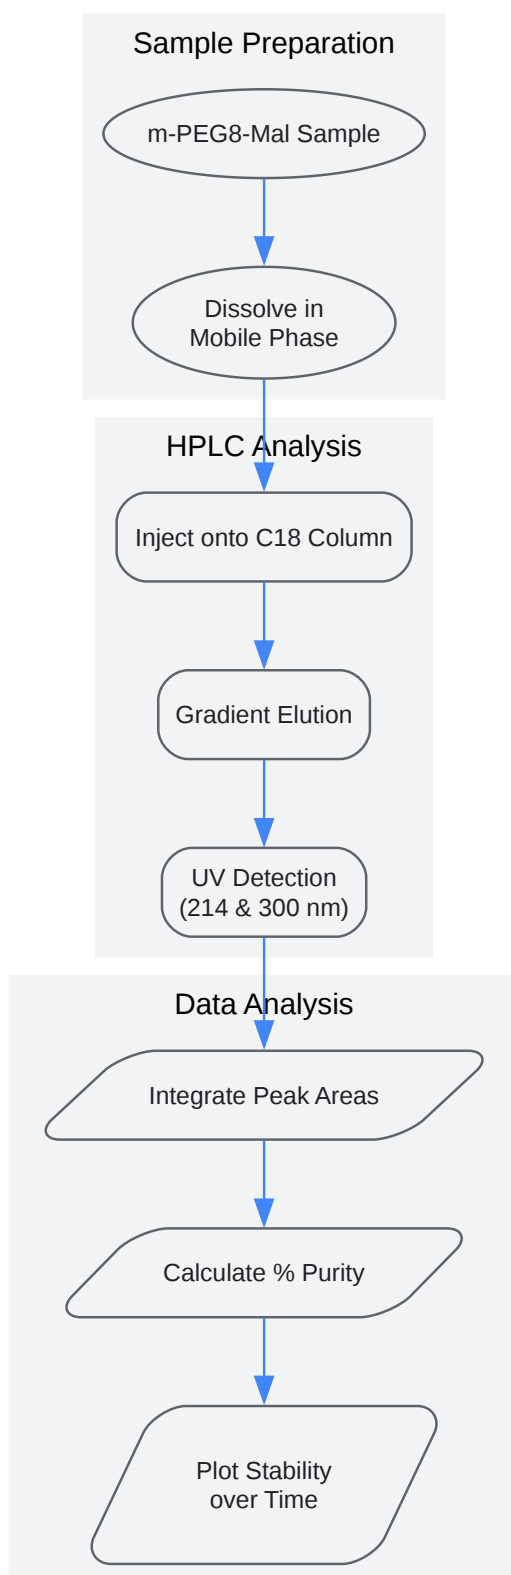 Sample Preparation
m-PEG8-Mal Sample
Dissolve in
Mobile Phase
HPLC Analysis
Inject onto C18 Column
Gradient Elution
UV Detection
(214 & 300 nm)
Data Analysis
Integrate Peak Areas
Calculate % Purity
Plot Stability
over Time